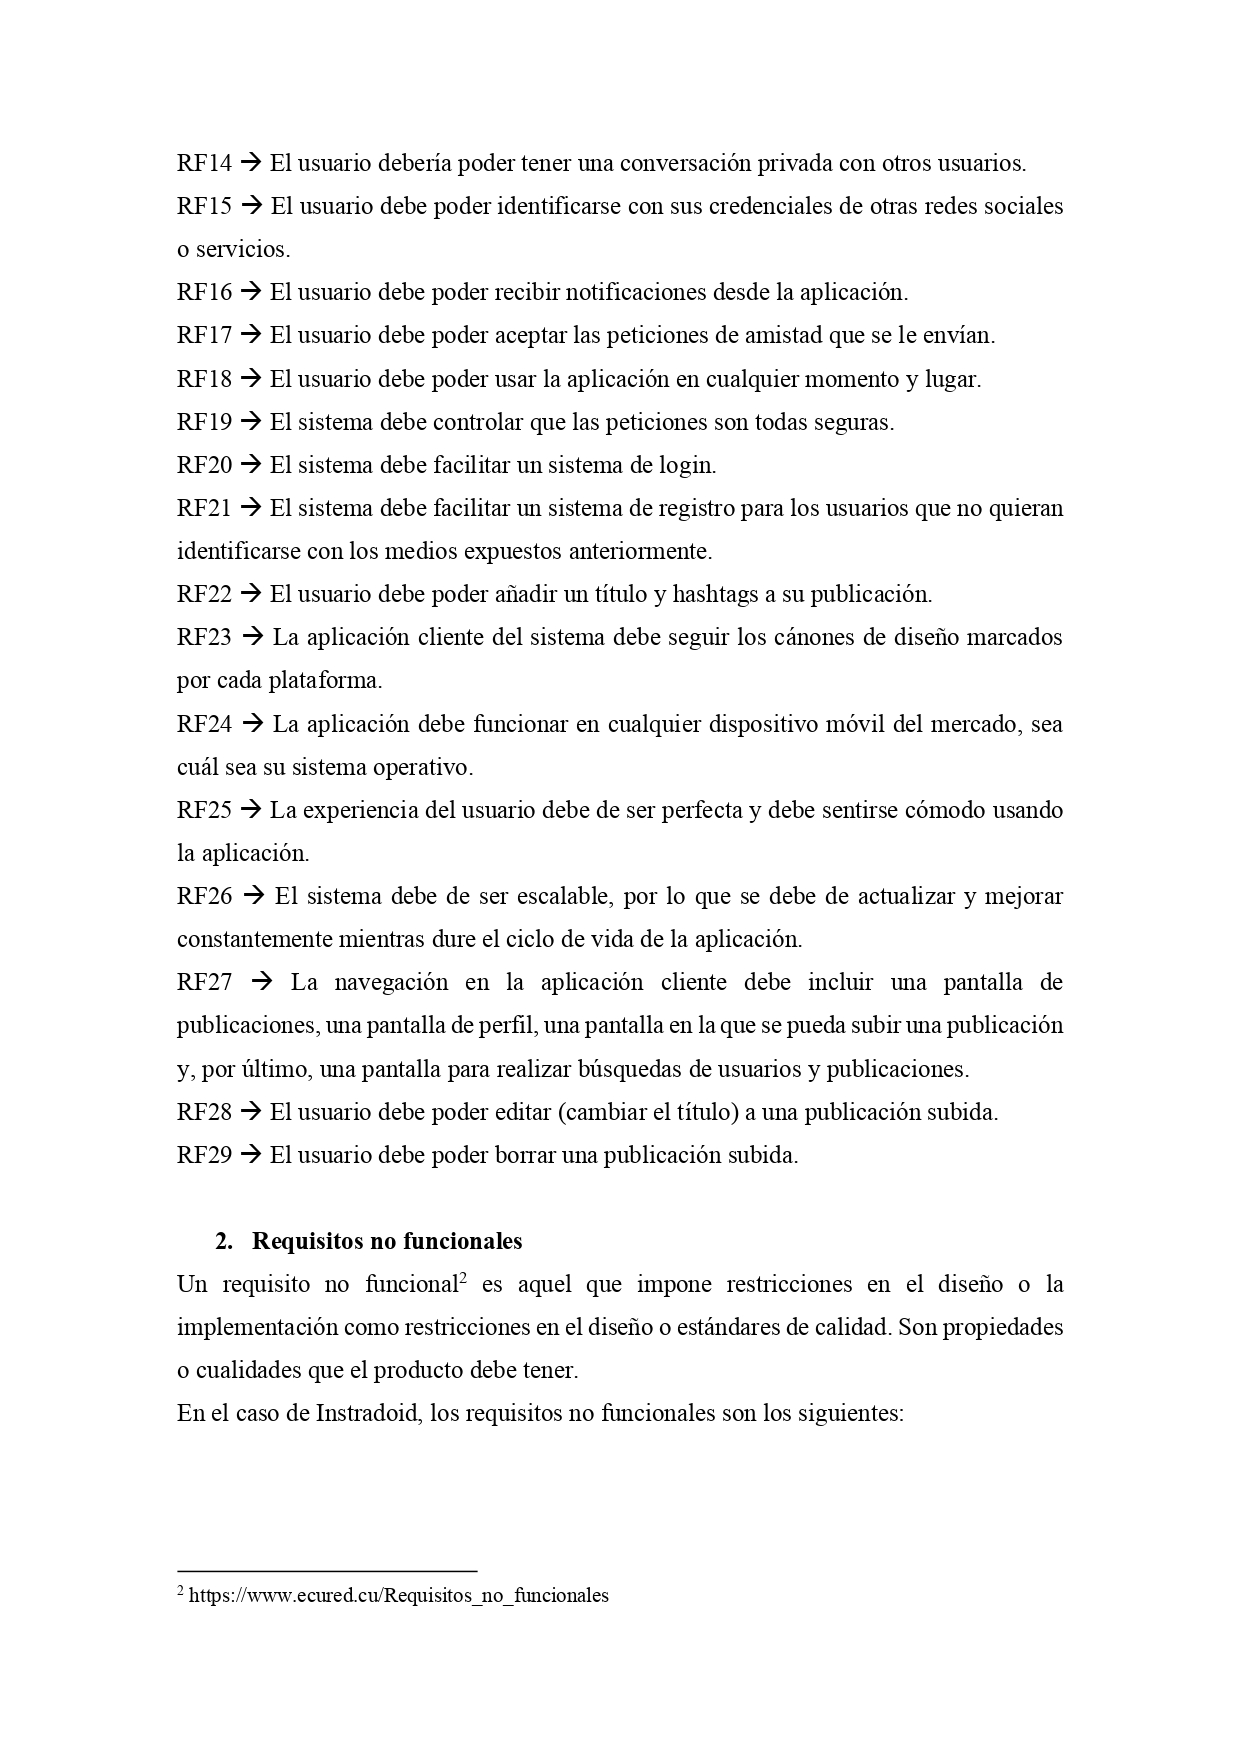 RF14 → El usuario debería poder tener una conversación privada con otros usuarios.
RF15 → El usuario debe poder identificarse con sus credenciales de otras redes sociales
o servicios.
RF16 → El usuario debe poder recibir notificaciones desde la aplicación.
RF17 → El usuario debe poder aceptar las peticiones de amistad que se le envían.
RF18 → El usuario debe poder usar la aplicación en cualquier momento y lugar.
RF19 → El sistema debe controlar que las peticiones son todas seguras.
RF20 → El sistema debe facilitar un sistema de login.
RF21 → El sistema debe facilitar un sistema de registro para los usuarios que no quieran
identificarse con los medios expuestos anteriormente.
RF22 → El usuario debe poder añadir un título y hashtags a su publicación.
RF23 → La aplicación cliente del sistema debe seguir los cánones de diseño marcados
por cada plataforma.
RF24 → La aplicación debe funcionar en cualquier dispositivo móvil del mercado, sea
cuál sea su sistema operativo.
RF25 → La experiencia del usuario debe de ser perfecta y debe sentirse cómodo usando
la aplicación.
RF26 → El sistema debe de ser escalable, por lo que se debe de actualizar y mejorar
constantemente mientras dure el ciclo de vida de la aplicación.
RF27 → La navegación en la aplicación cliente debe incluir una pantalla de
publicaciones, una pantalla de perfil, una pantalla en la que se pueda subir una publicación
y, por último, una pantalla para realizar búsquedas de usuarios y publicaciones.
RF28 → El usuario debe poder editar (cambiar el título) a una publicación subida.
RF29 → El usuario debe poder borrar una publicación subida.
2. Requisitos no funcionales
Un requisito no funcional² es aquel que impone restricciones en el diseño o la
implementación como restricciones en el diseño o estándares de calidad. Son propiedades
o cualidades que el producto debe tener.
En el caso de Instradoid, los requisitos no funcionales son los siguientes:
² https://www.ecured.cu/Requisitos_no_funcionales